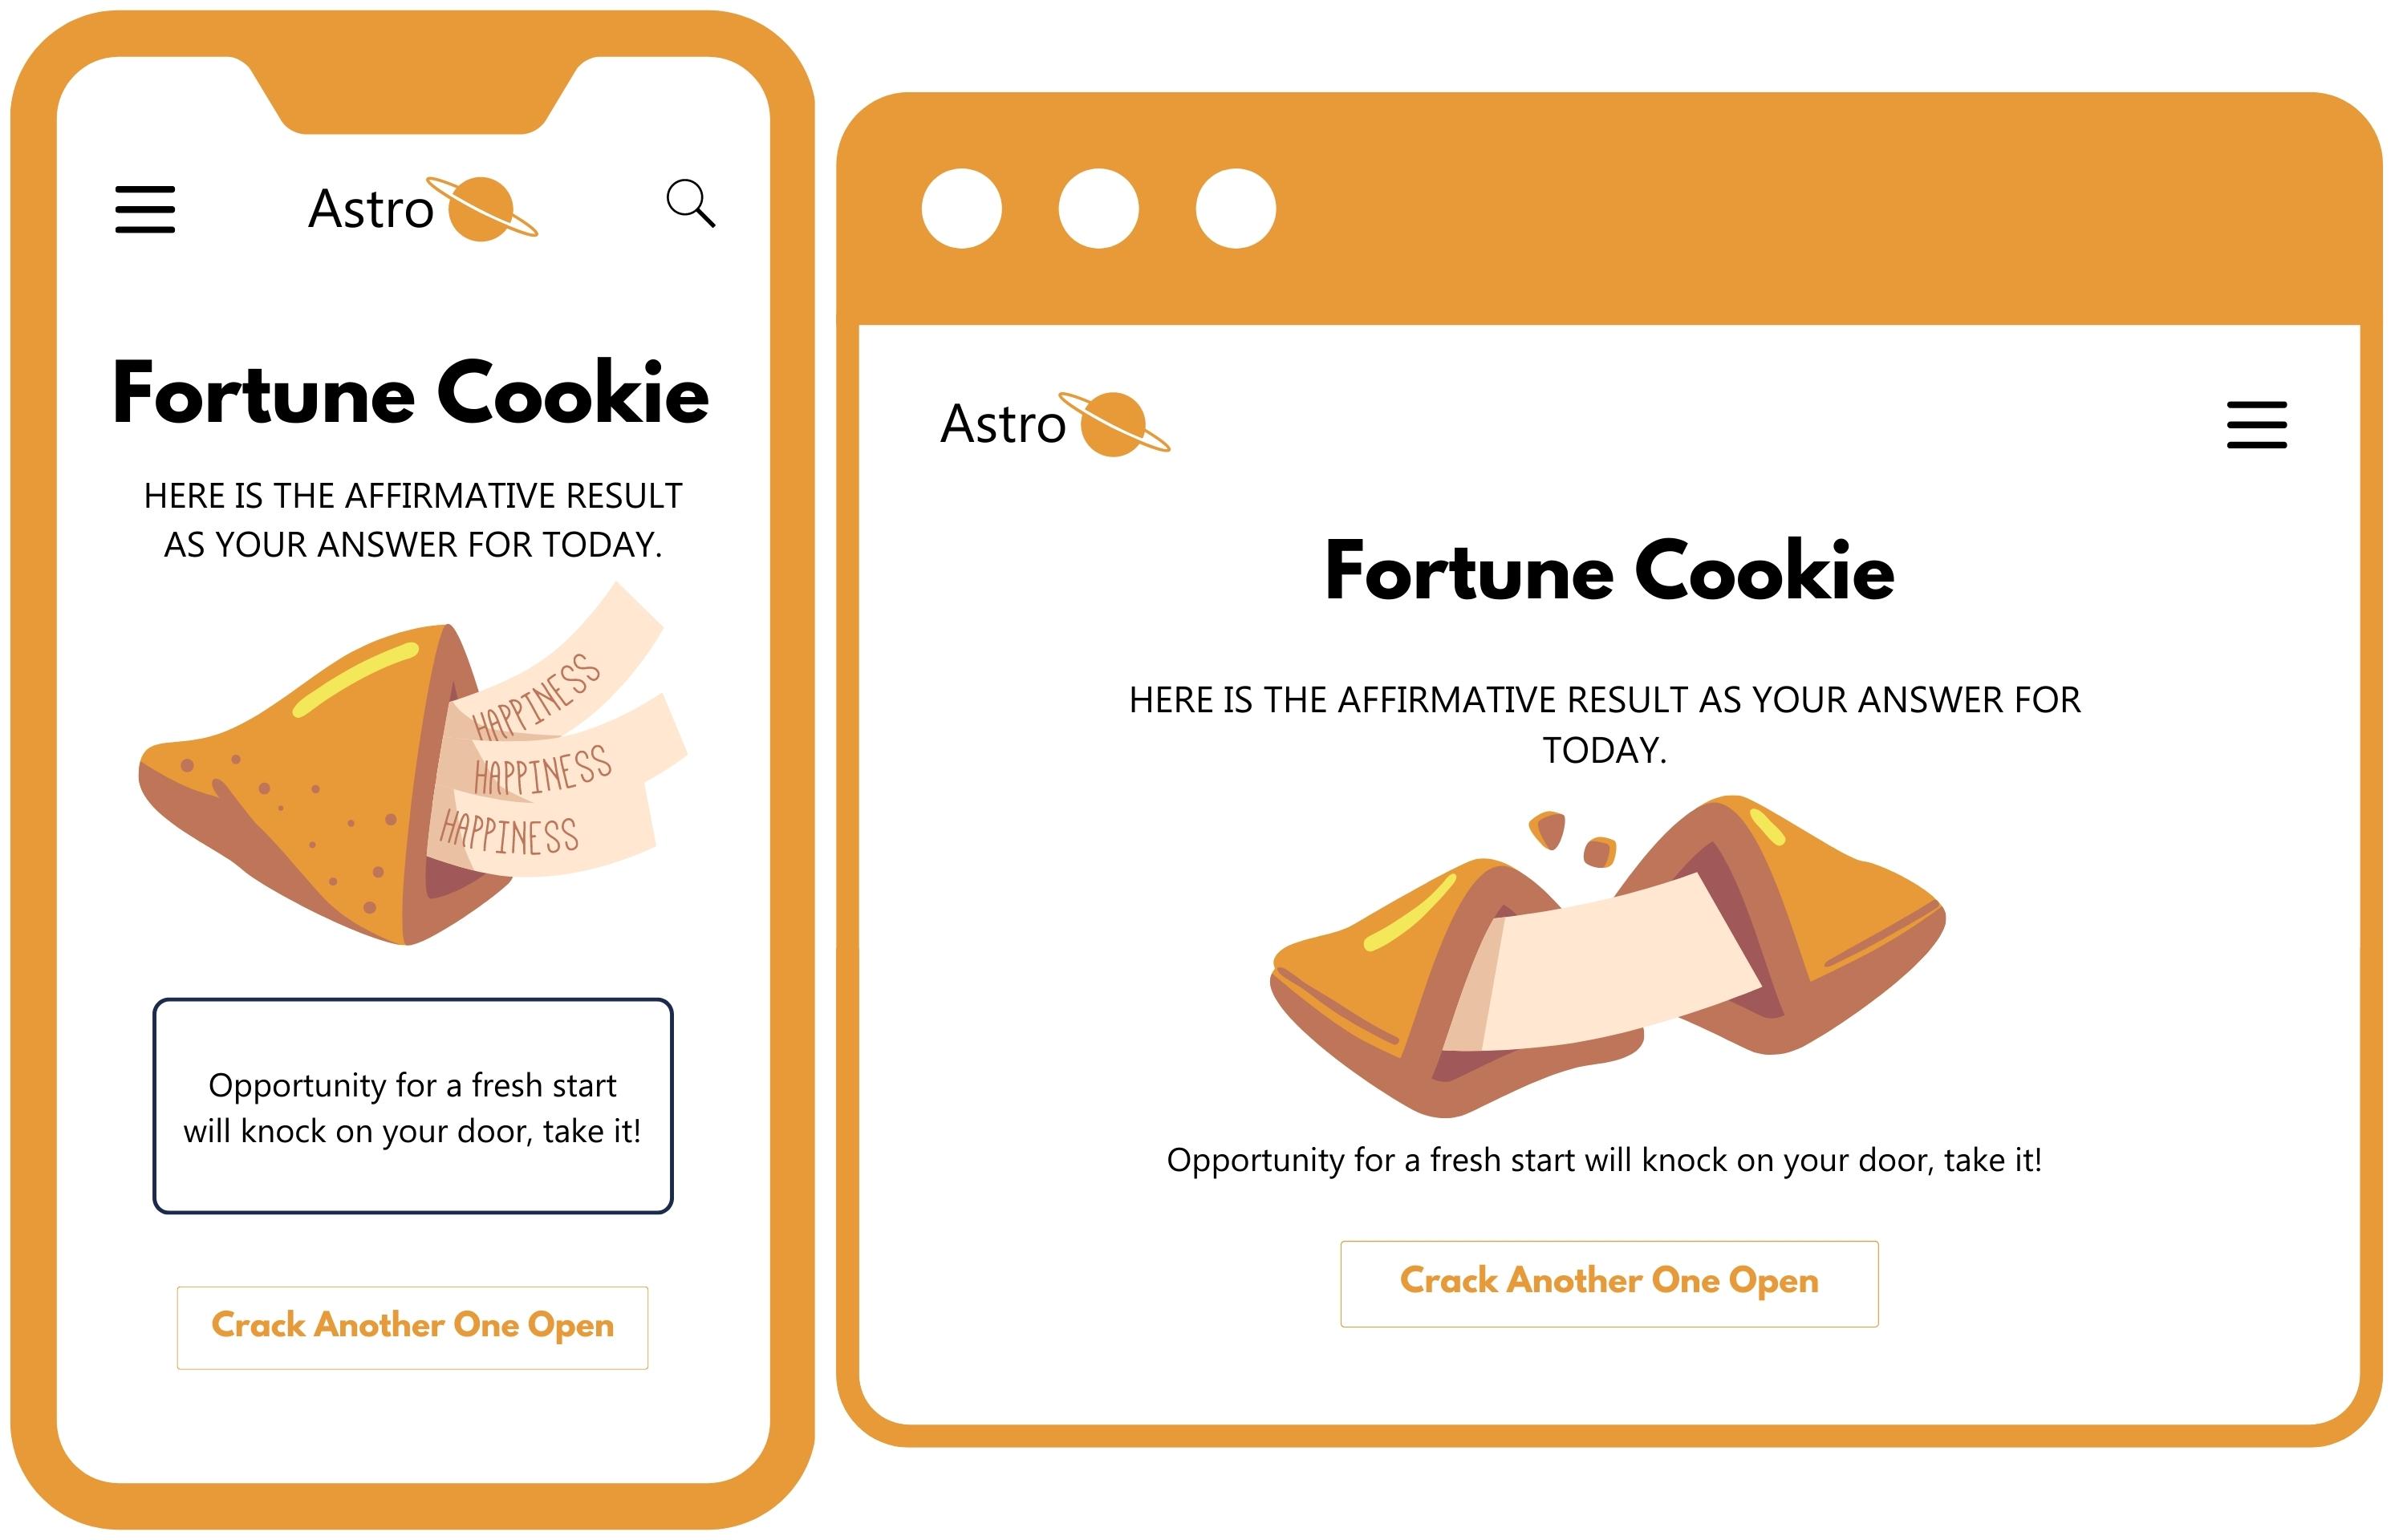 Astro
Fortune Cookie
HERE IS THE AFFIRMATIVE RESULT
AS YOUR ANSWER FOR TODAY.
HAPPINESS
HAPPINESS
HAPPINESS
Opportunity for a fresh start
will knock on your door, take it!
Crack Another One Open
Astro
Fortune Cookie
HERE IS THE AFFIRMATIVE RESULT AS YOUR ANSWER FOR
TODAY.
Opportunity for a fresh start will knock on your door, take it!
Crack Another One Open